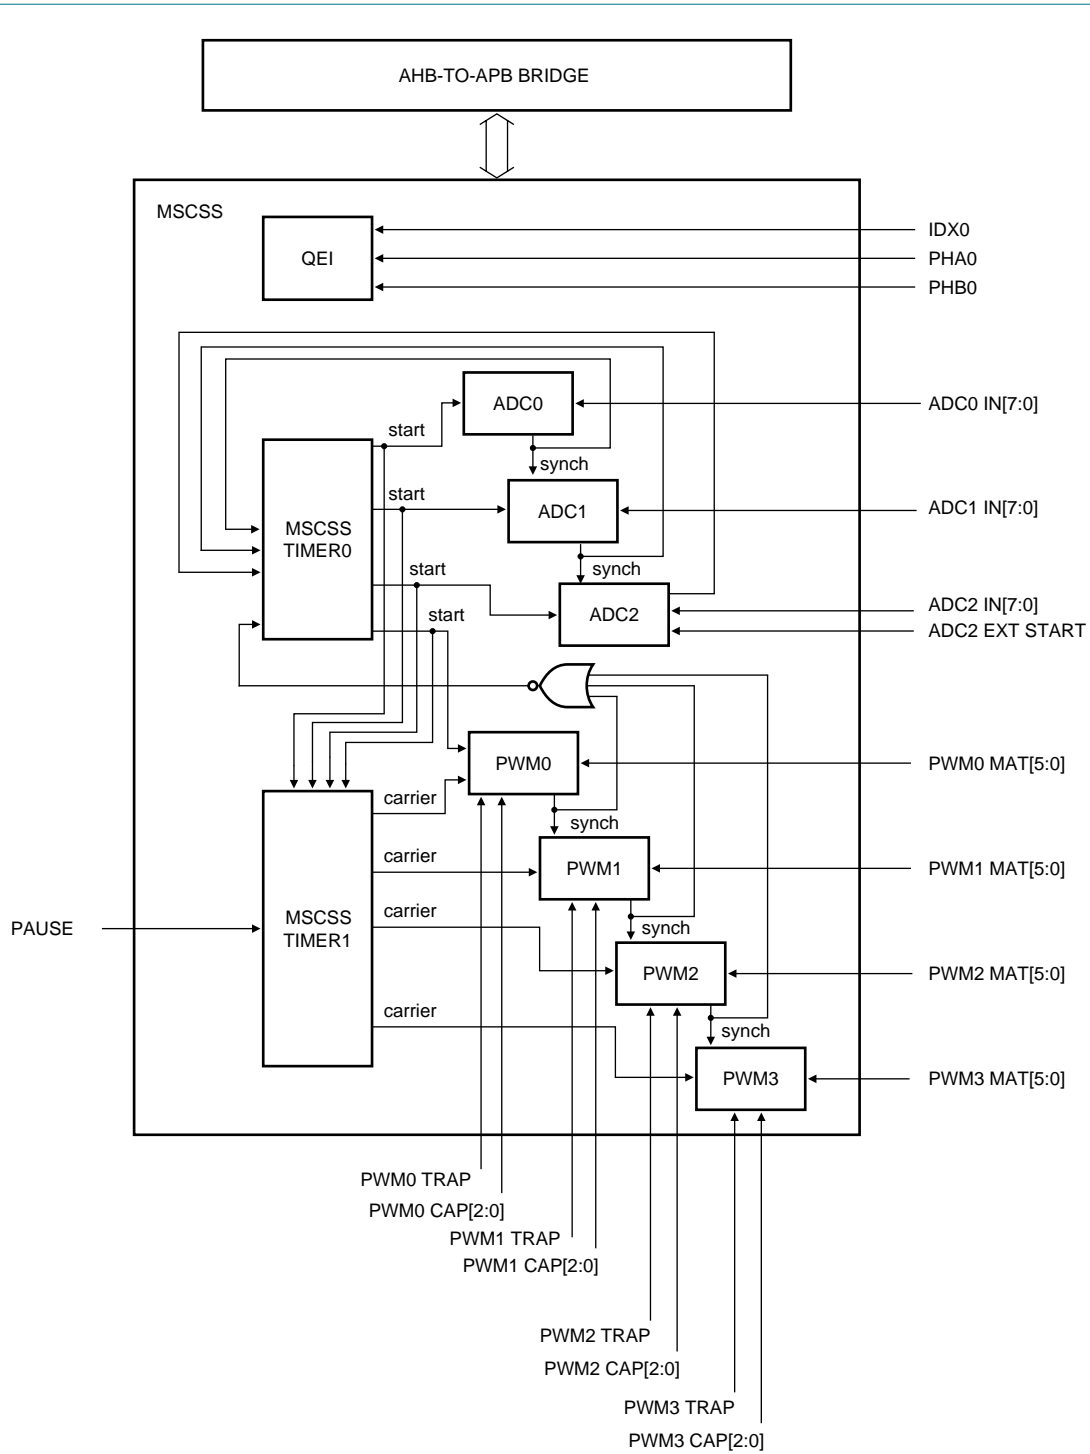 AHB-TO-APB BRIDGE
MSCSS
QEI
IDX0
PHA0
PHB0
ADC0
ADC0 IN[7:0]
start
synch
start
ADC1
ADC1 IN[7:0]
MSCSS
TIMER0
start
synch
ADC2
ADC2 IN[7:0]
ADC2 EXT START
start
PWM0
PWM0 MAT[5:0]
carrier
synch
carrier
PWM1
PWM1 MAT[5:0]
PAUSE
MSCSS
TIMER1
carrier
synch
PWM2
PWM2 MAT[5:0]
carrier
synch
PWM3
PWM3 MAT[5:0]
PWM0 TRAP
PWM0 CAP[2:0]
PWM1 TRAP
PWM1 CAP[2:0]
PWM2 TRAP
PWM2 CAP[2:0]
PWM3 TRAP
PWM3 CAP[2:0]